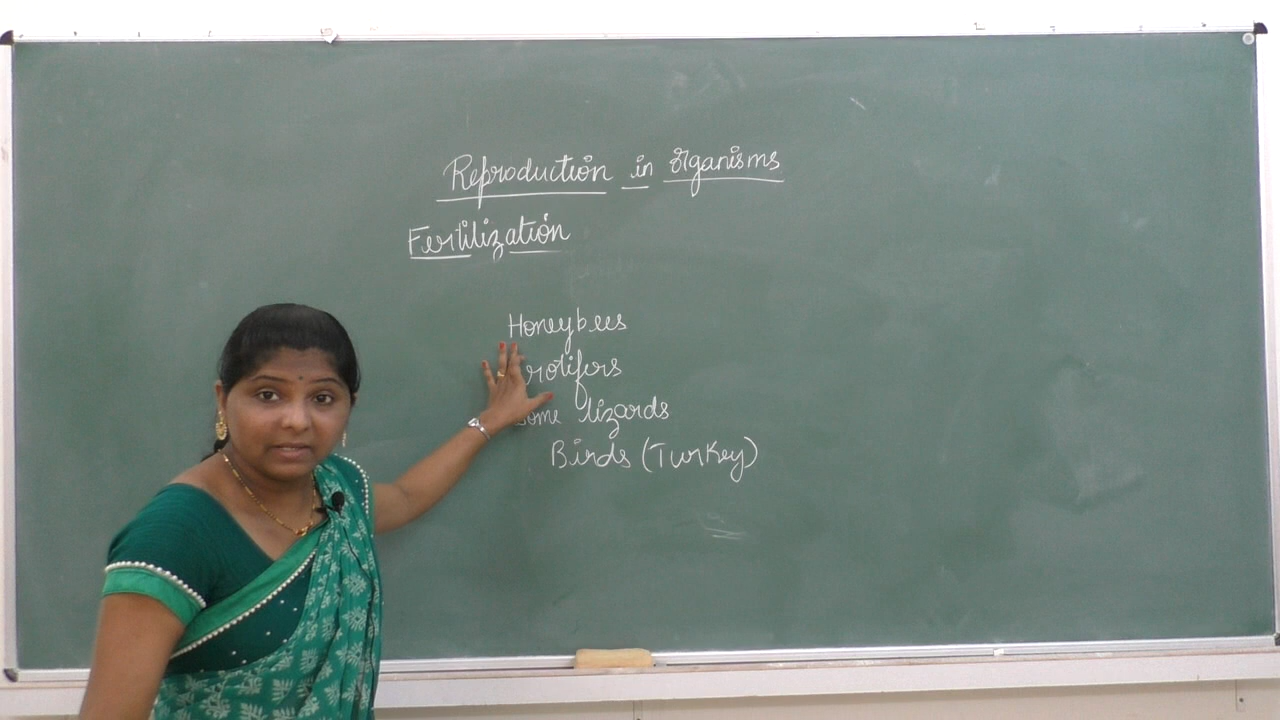 Reproduction in organisms
Fertilization
Honeybees
rotifers
Some lizards
Birds (Turkey)